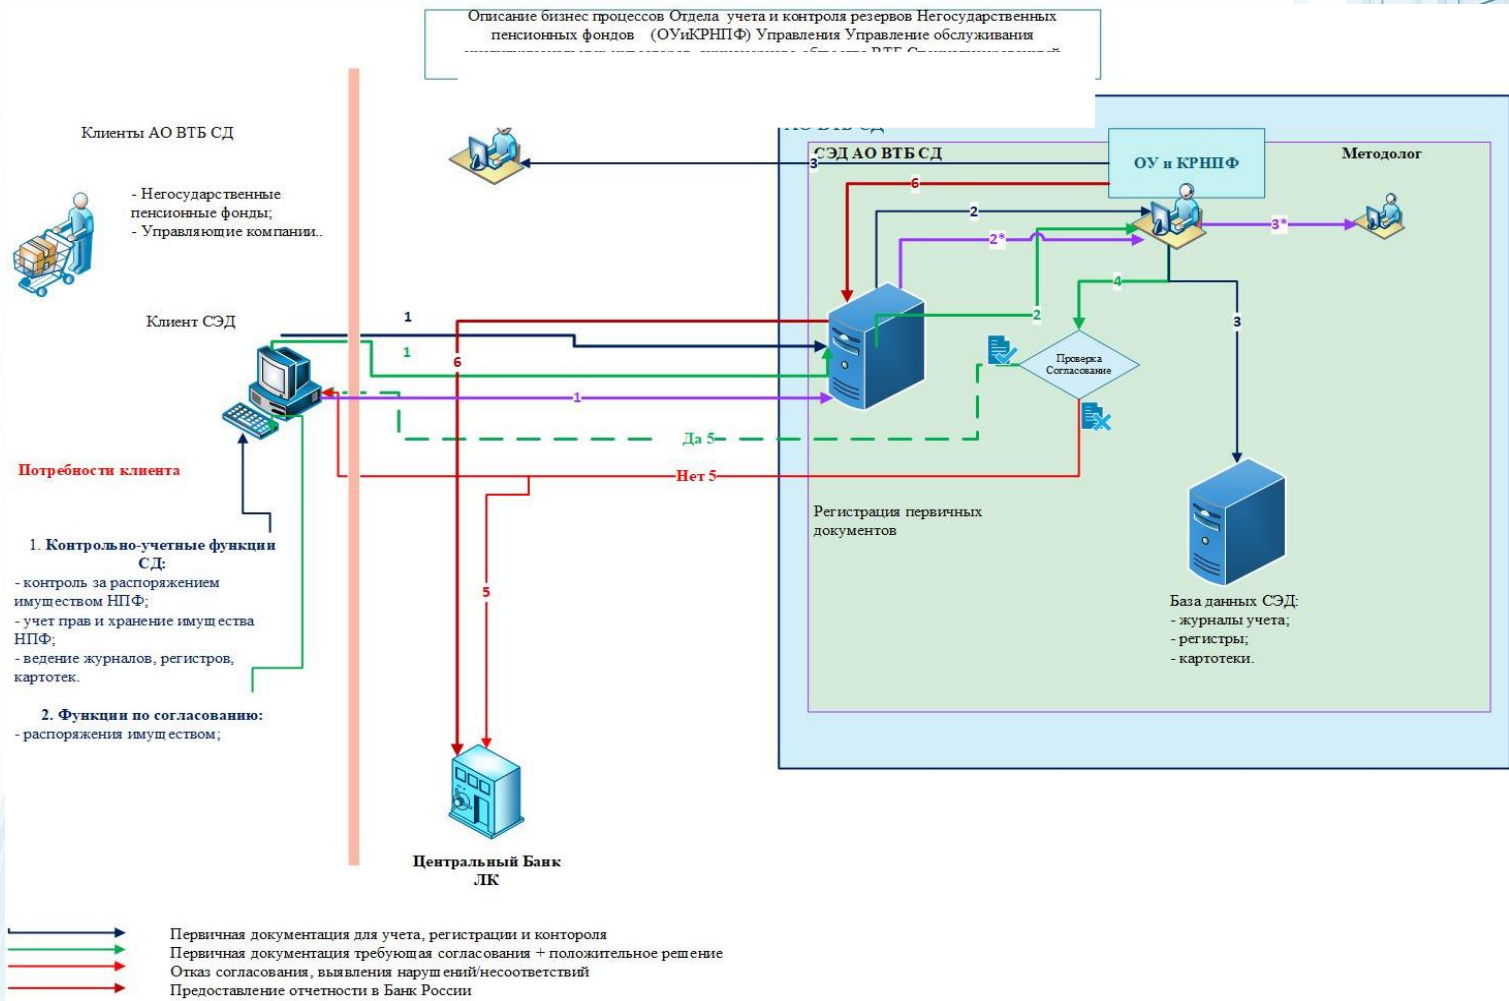 Описание бизнес процессов Отдела учета и контроля резервов Негосударственных
пенсионных фондов (ОУиКРНПФ) Управления Управление обслуживания
Клиенты АО ВТБ СД
- Негосударственные
пенсионные фонды;
- Управляющие компании..
Клиент СЭД
СЭД АО ВТБ СД
ОУ и КРНПФ
Методолог
3
6
2
2*
3*
4
2
3
1
1
6
1
Проверка
Согласование
Да 5
Нет 5
5
Потребности клиента
1. Контрольно-учетные функции
СД:
- контроль за распоряжением
имуществом НПФ;
- учет прав и хранение имущества
НПФ;
- ведение журналов, регистров,
картотек.
2. Функции по согласованию:
- распоряжения имуществом;
Регистрация первичных
документов
База данных СЭД:
- журналы учета;
- регистры;
- картотеки.
Центральный Банк
ЛК
Первичная документация для учета, регистрации и контороля
Первичная документация требующая согласования + положительное решение
Отказ согласования, выявления нарушений/несоответствий
Предоставление отчетности в Банк России